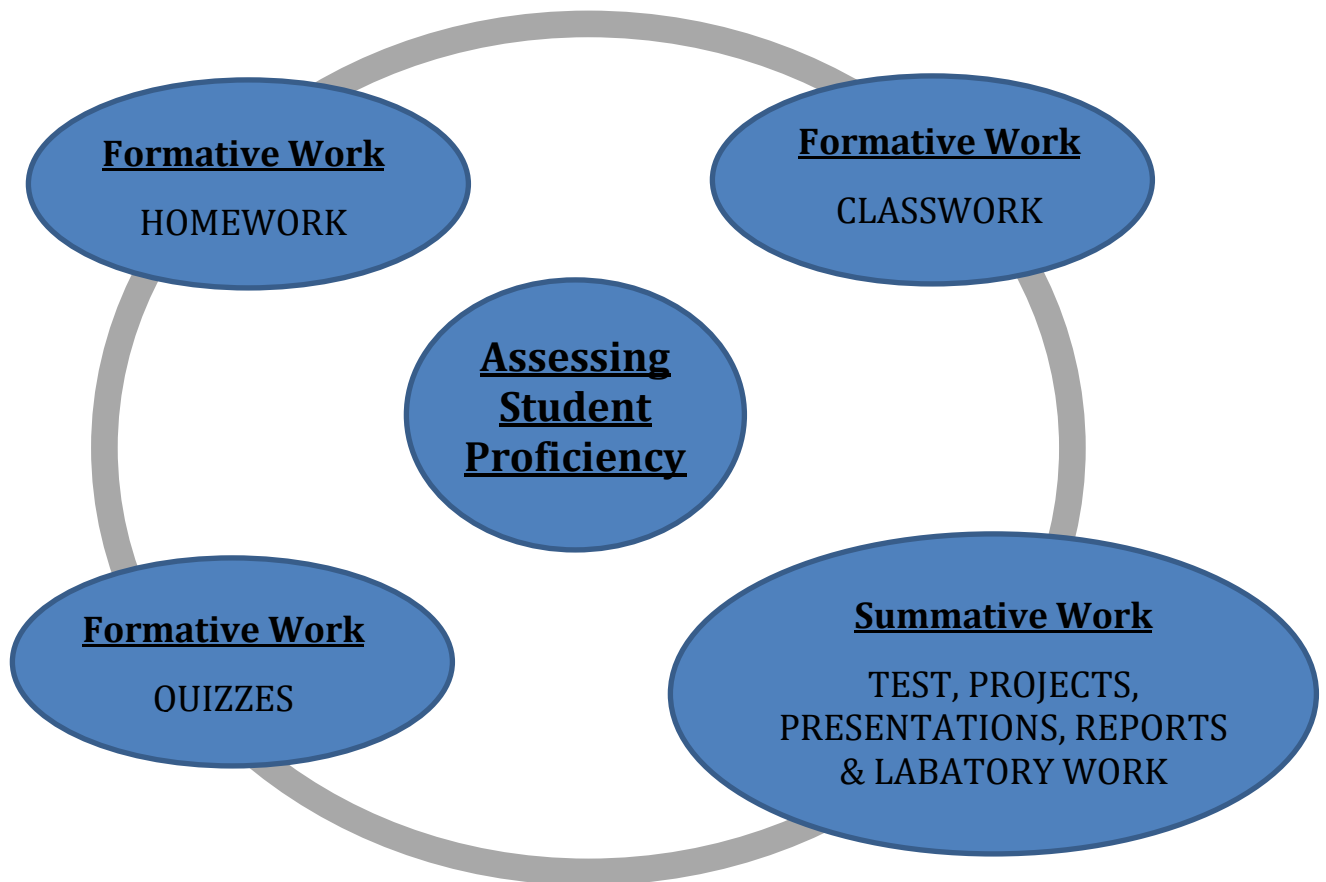 Formative Work
HOMEWORK
Formative Work
CLASSWORK
Assessing
Student
Proficiency
Formative Work
OUIZZES
Summative Work
TEST, PROJECTS,
PRESENTATIONS, REPORTS
& LABATORY WORK